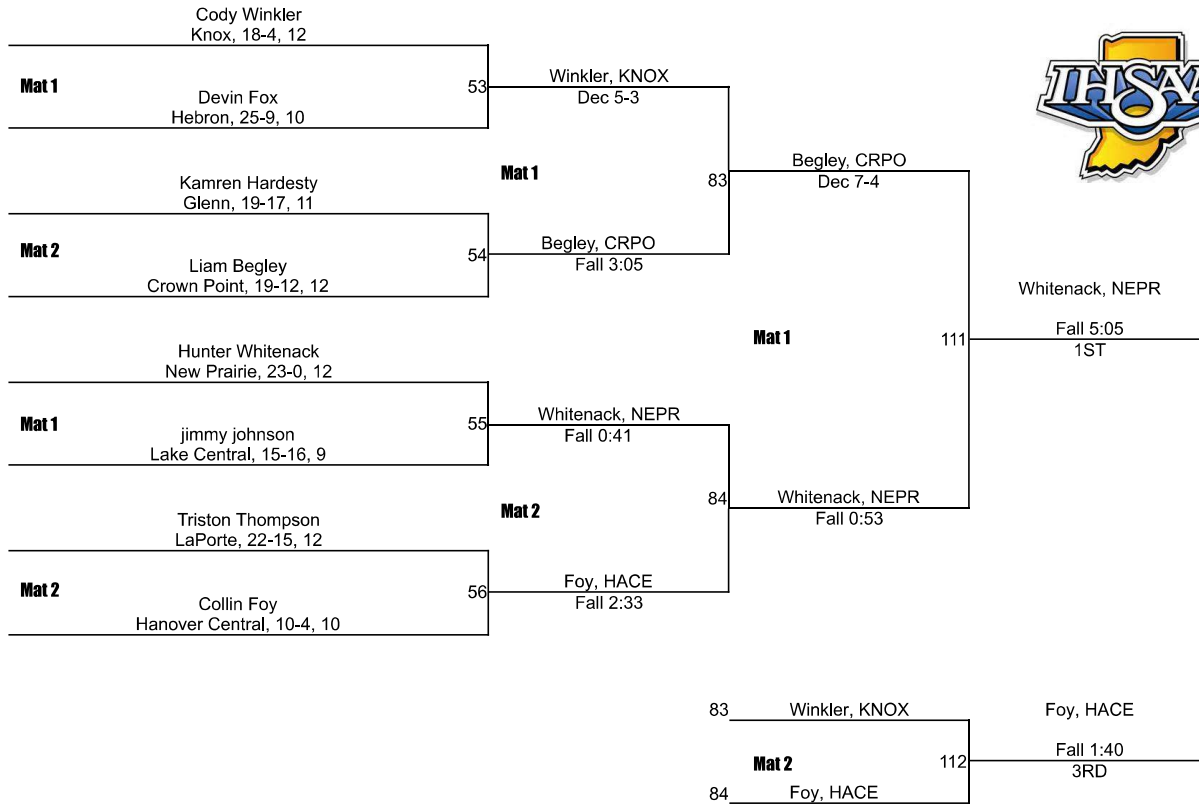 Cody Winkler
Knox, 18-4, 12
Mat 1
53
Devin Fox
Hebron, 25-9, 10
Winkler, KNOX
Dec 5-3
IHSAA
Mat 1
83
Begley, CRPO
Dec 7-4
Kamren Hardesty
Glenn, 19-17, 11
Mat 2
54
Begley, CRPO
Fall 3:05
Liam Begley
Crown Point, 19-12, 12
Whitenack, NEPR
Fall 5:05
1ST
Mat 1
111
Hunter Whitenack
New Prairie, 23-0, 12
Mat 1
55
Whitenack, NEPR
Fall 0:41
jimmy johnson
Lake Central, 15-16, 9
Mat 2
84
Whitenack, NEPR
Fall 0:53
Triston Thompson
LaPorte, 22-15, 12
Mat 2
56
Foy, HACE
Fall 2:33
Collin Foy
Hanover Central, 10-4, 10
83
Winkler, KNOX
Foy, HACE
Mat 2
112
Fall 1:40
3RD
84
Foy, HACE